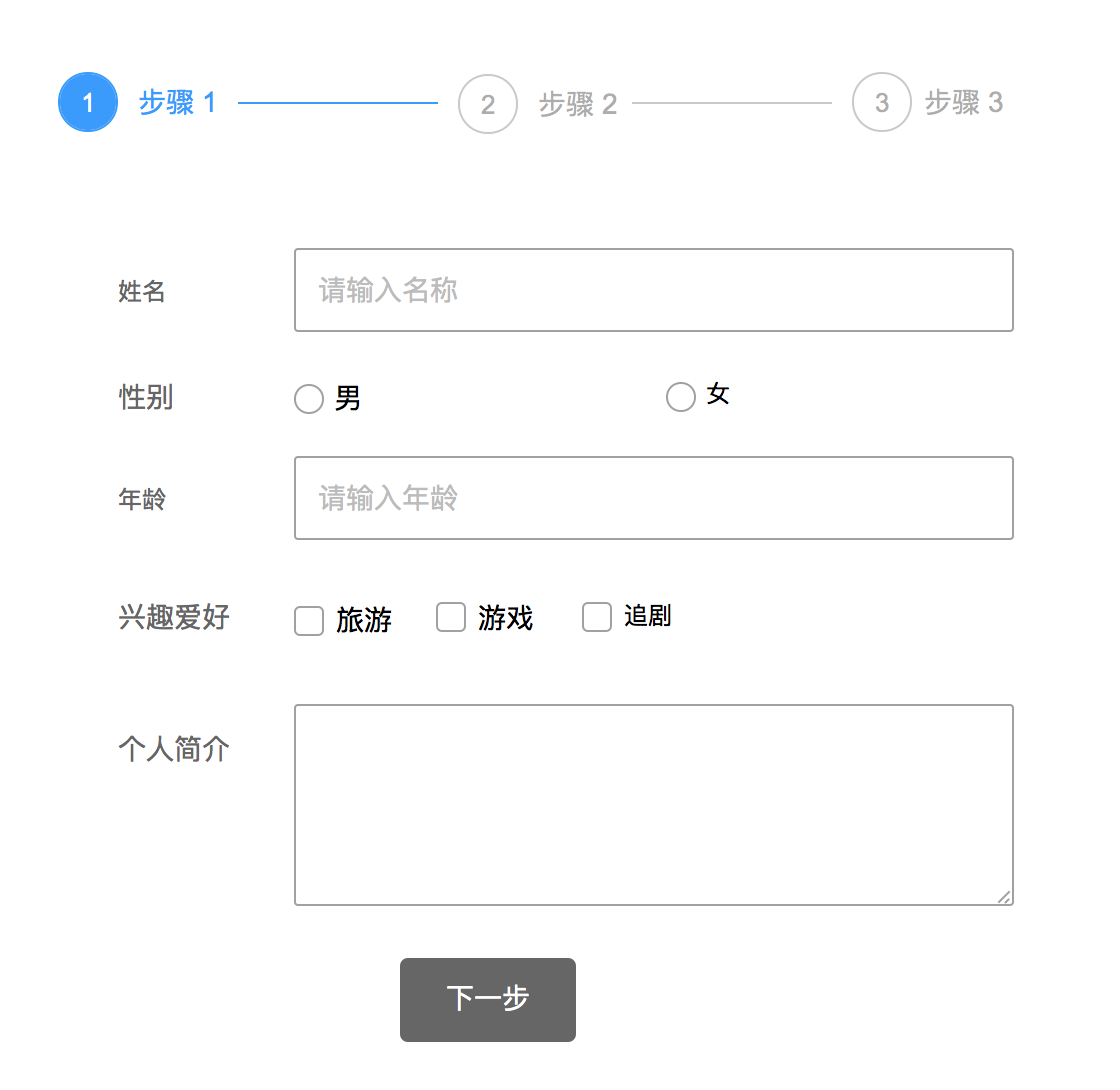 1 步骤 1 2 步骤 2 3 步骤 3
姓名 请输入名称
性别 男 女
年龄 请输入年龄
兴趣爱好 旅游 游戏 追剧
个人简介
下一步